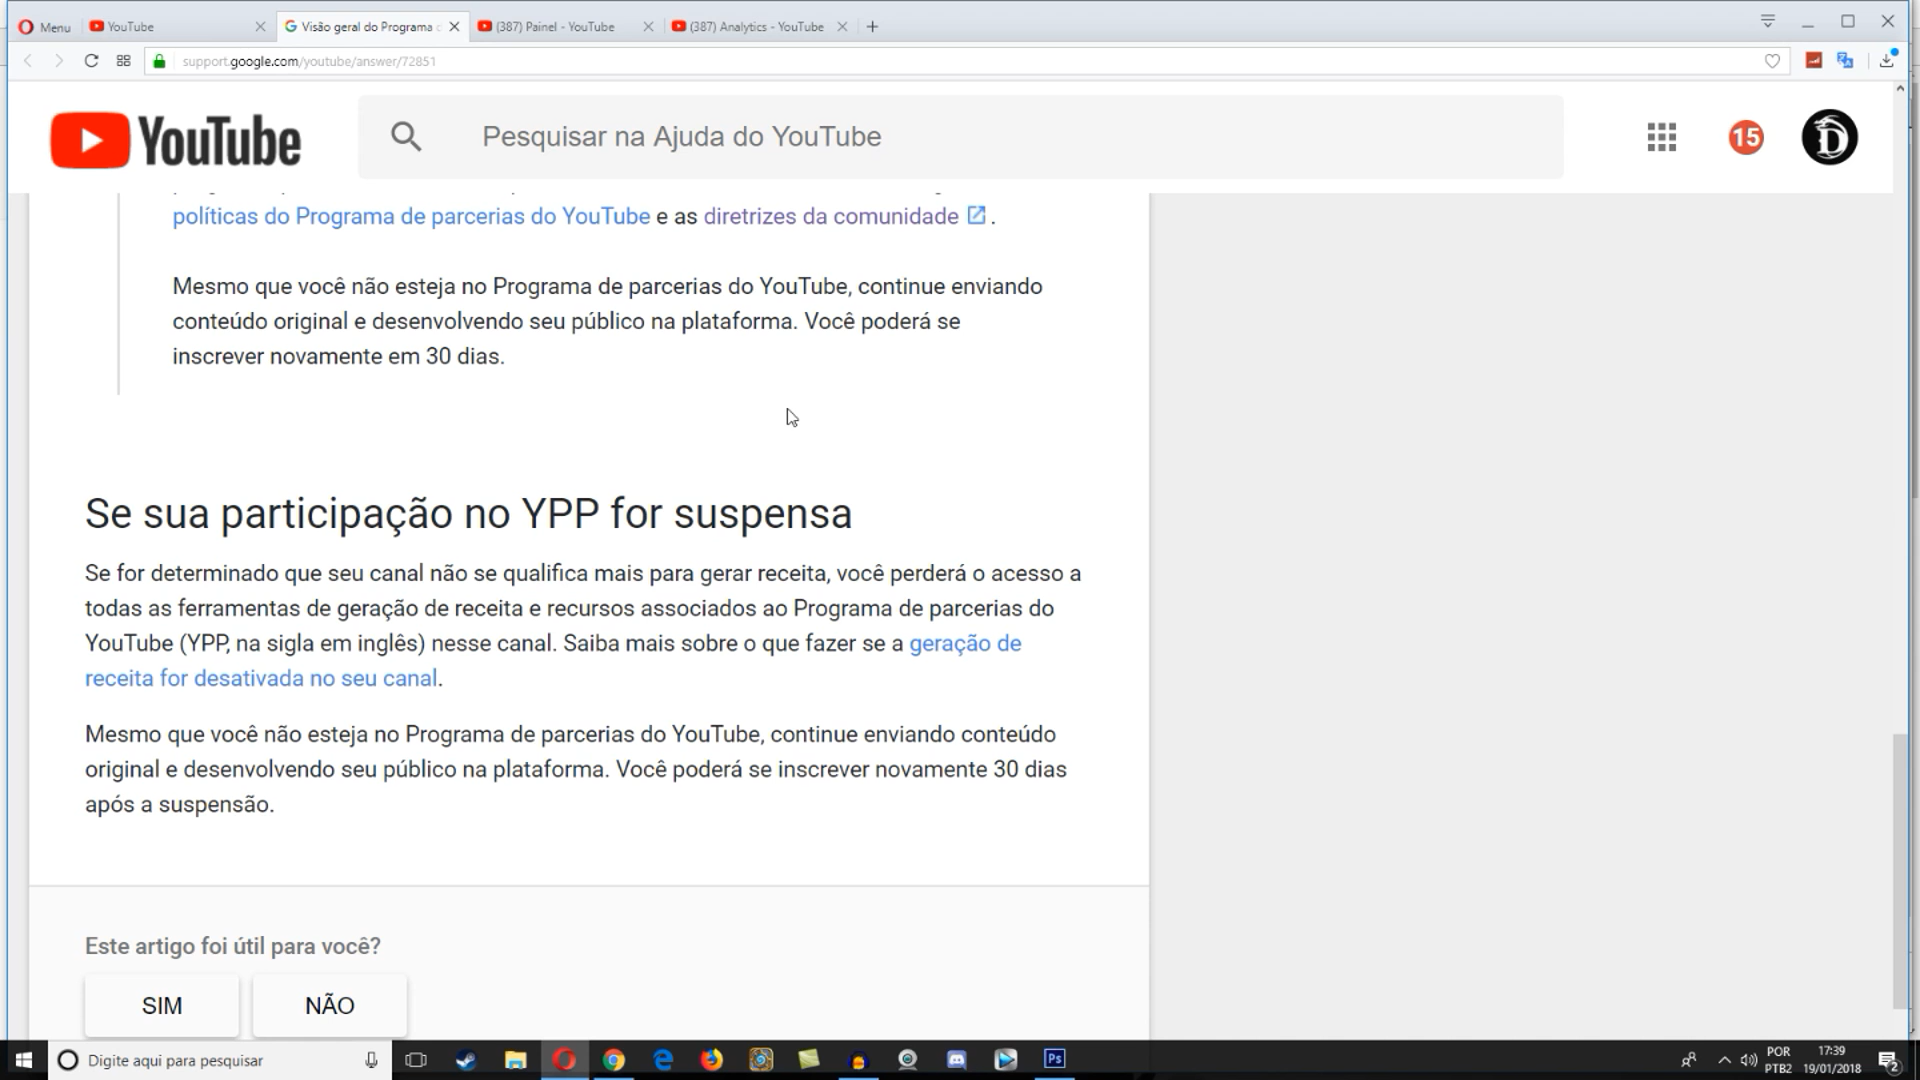 Menu
YouTube
Visão geral do Programa
(387) Painel - YouTube
(387) Analytics - YouTube
support.google.com/youtube/answer/72851
YouTube
Pesquisar na Ajuda do YouTube
15
políticas do Programa de parcerias do YouTube e as diretrizes da comunidade .
Mesmo que você não esteja no Programa de parcerias do YouTube, continue enviando
conteúdo original e desenvolvendo seu público na plataforma. Você poderá se
inscrever novamente em 30 dias.
Se sua participação no YPP for suspensa
Se for determinado que seu canal não se qualifica mais para gerar receita, você perderá o acesso a
todas as ferramentas de geração de receita e recursos associados ao Programa de parcerias do
YouTube (YPP, na sigla em inglês) nesse canal. Saiba mais sobre o que fazer se a geração de
receita for desativada no seu canal.
Mesmo que você não esteja no Programa de parcerias do YouTube, continue enviando conteúdo
original e desenvolvendo seu público na plataforma. Você poderá se inscrever novamente 30 dias
após a suspensão.
Este artigo foi útil para você?
SIM
NÃO
Digite aqui para pesquisar
Ps
POR
PTB2
17:39
19/01/2018
2